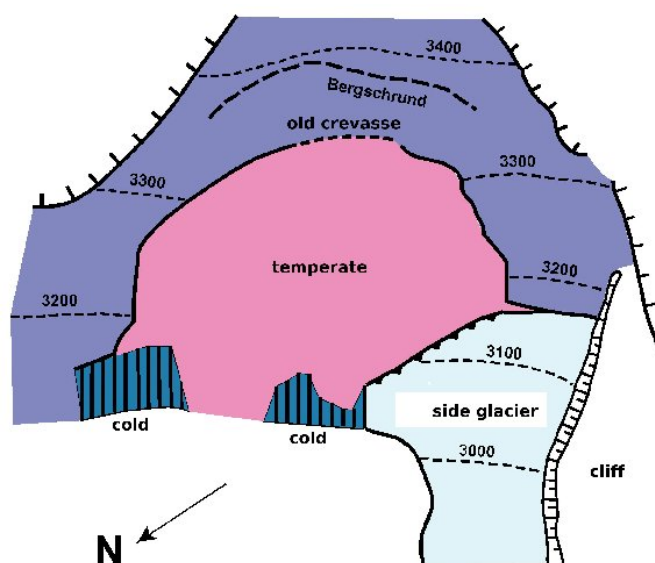 3400
Bergschrund
old crevasse
3300
3300
temperate
3200
3200
3100
side glacier
cold
cold
3000
cliff
N